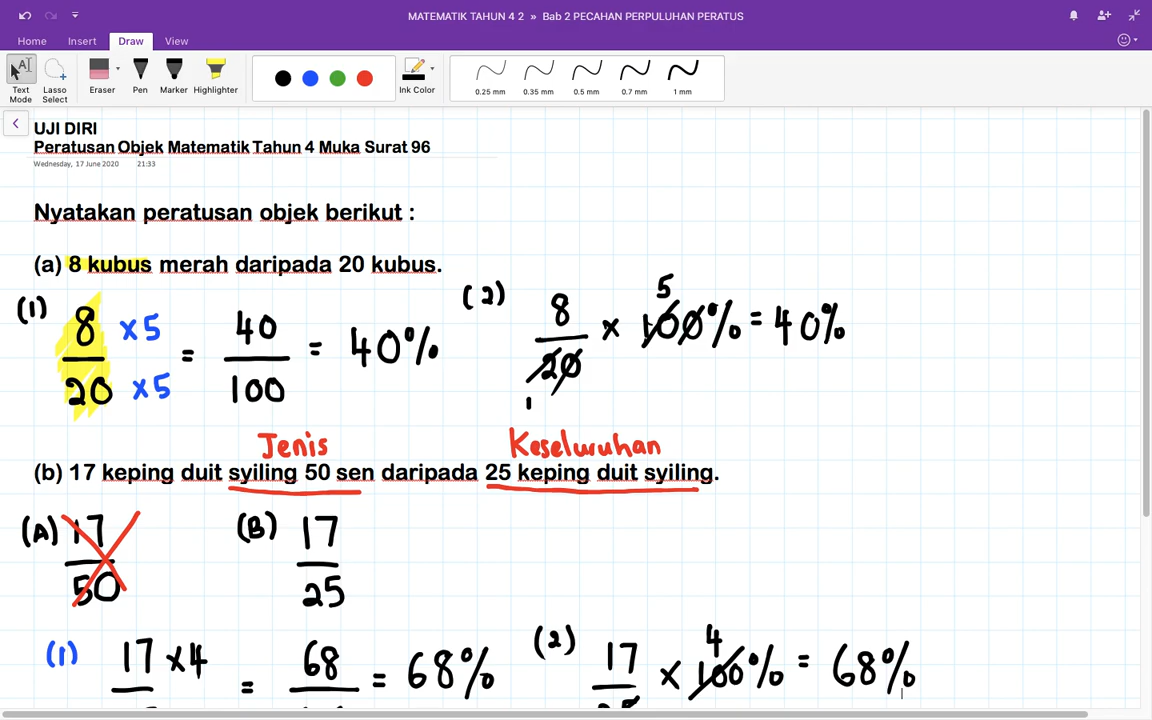 MATEMATIK TAHUN 4 2 » Bab 2 PECAHAN PERPULUHAN PERATUS
Home Insert Draw View
Text Mode Lasso Select Eraser Pen Marker Highlighter Ink Color 0.25 mm 0.35 mm 0.5 mm 0.7 mm 1 mm
UJI DIRI
Peratusan Objek Matematik Tahun 4 Muka Surat 96
Wednesday, 17 June 2020 21:33
Nyatakan peratusan objek berikut :
(a) 8 kubus merah daripada 20 kubus.
(1) 8/20 ×5 ×5 = 40/100 = 40%
(2) 8/20 × 100% = 40%
5
1
Jenis Keseluruhan
(b) 17 keping duit syiling 50 sen daripada 25 keping duit syiling.
(A) 17/50 (B) 17/25
(1) 17 ×4 = 68 = 68%
(2) 17/25 × 100% = 68%
4